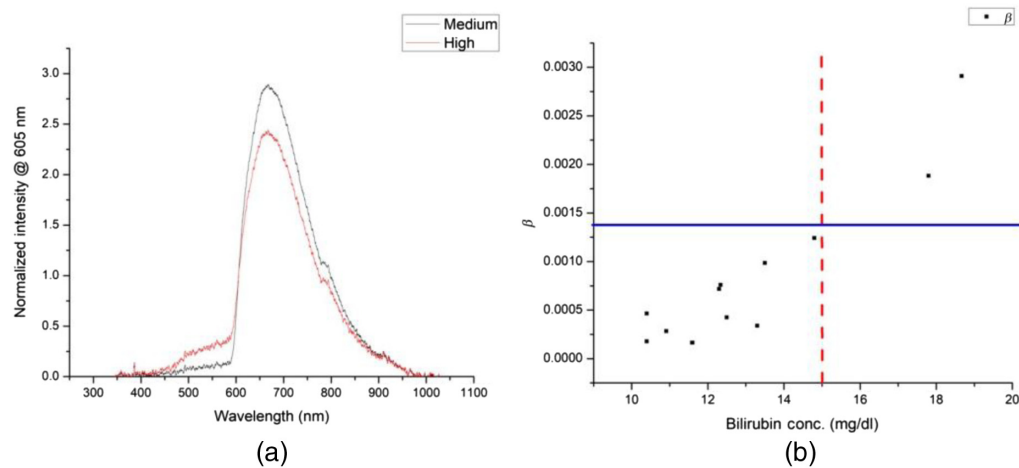 Medium
High
Normalized intensity @ 605 nm
3.0
2.5
2.0
1.5
1.0
0.5
0.0
300 400 500 600 700 800 900 1000 1100
Wavelength (nm)
(a)
β
β
0.0030
0.0025
0.0020
0.0015
0.0010
0.0005
0.0000
10 12 14 16 18 20
Bilirubin conc. (mg/dl)
(b)